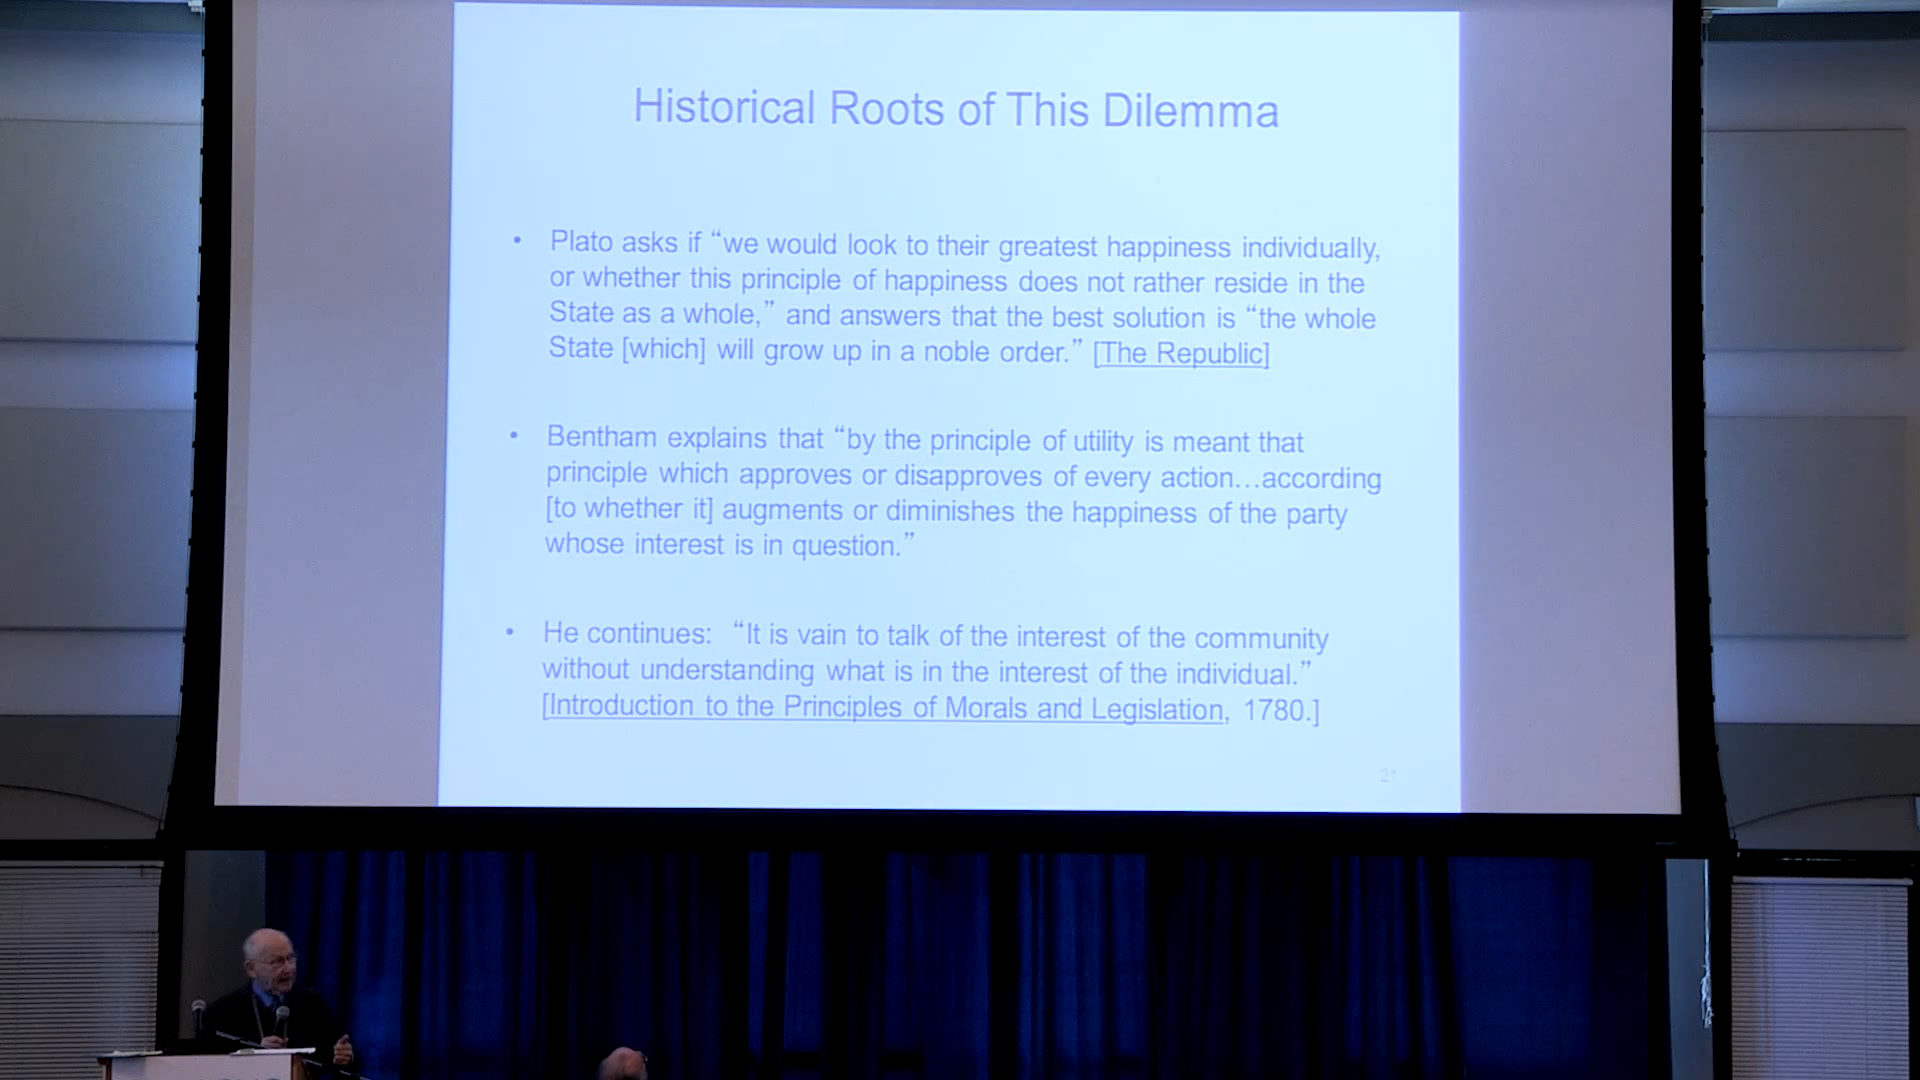 Historical Roots of This Dilemma
• Plato asks if “we would look to their greatest happiness individually,
or whether this principle of happiness does not rather reside in the
State as a whole,” and answers that the best solution is “the whole
State [which] will grow up in a noble order.” [The Republic]
• Bentham explains that “by the principle of utility is meant that
principle which approves or disapproves of every action…according
[to whether it] augments or diminishes the happiness of the party
whose interest is in question.”
• He continues: “It is vain to talk of the interest of the community
without understanding what is in the interest of the individual.”
[Introduction to the Principles of Morals and Legislation, 1780.]
21